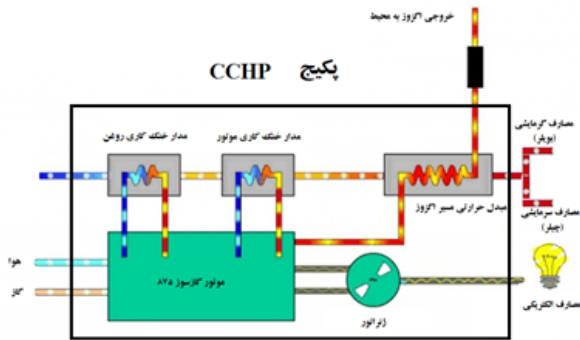 خروجی اگزوز به محیط
پکیج CCHP
مدار خنک کاری روغن
مدار خنک کاری موتور
مصارف گرمایشی
(بویلر)
مبدل حرارتی مسیر اگزوز
مصارف سرمایشی
(چیلر)
هوا
گاز
موتور گازسوز ۸۷۵
ژنراتور
مصارف الکتریکی